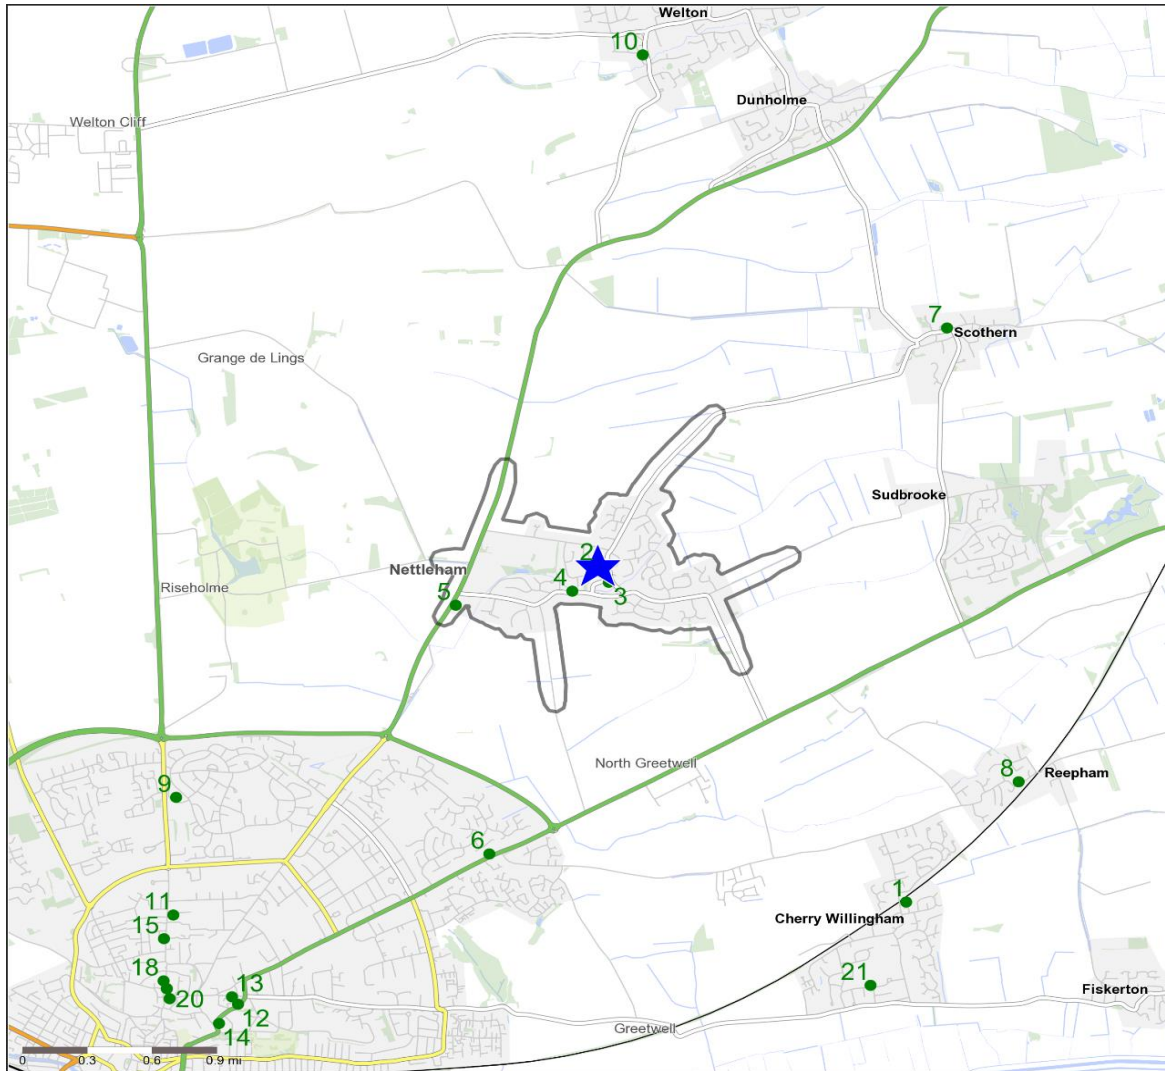 Welton
10
Dunholme
Welton Cliff
7
Scothern
Grange de Lings
Sudbrooke
2
Nettleham
4
Riseholme
5
3
North Greetwell
8
Reepham
9
6
1
11
Cherry Willingham
15
18
21
13
20
Fiskerton
12
14
Greetwell
0 0.3 0.6 0.9 mi